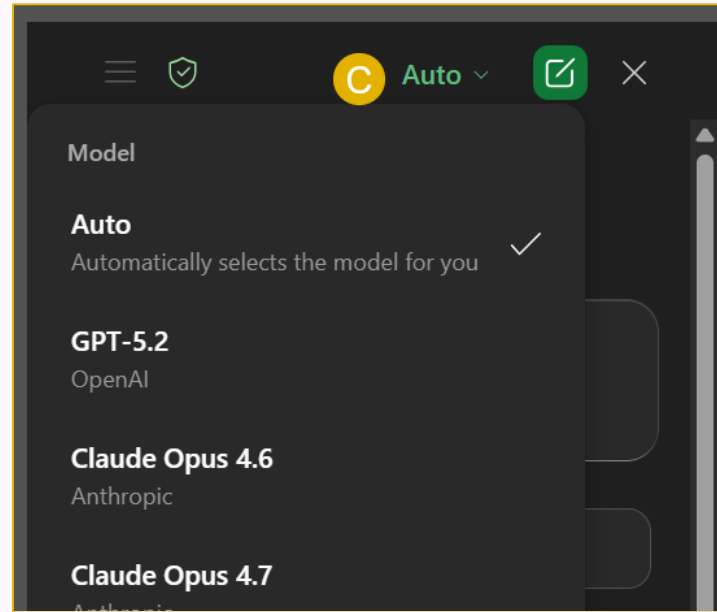 C Auto
Model
Auto
Automatically selects the model for you
GPT-5.2
OpenAI
Claude Opus 4.6
Anthropic
Claude Opus 4.7
Anthropic